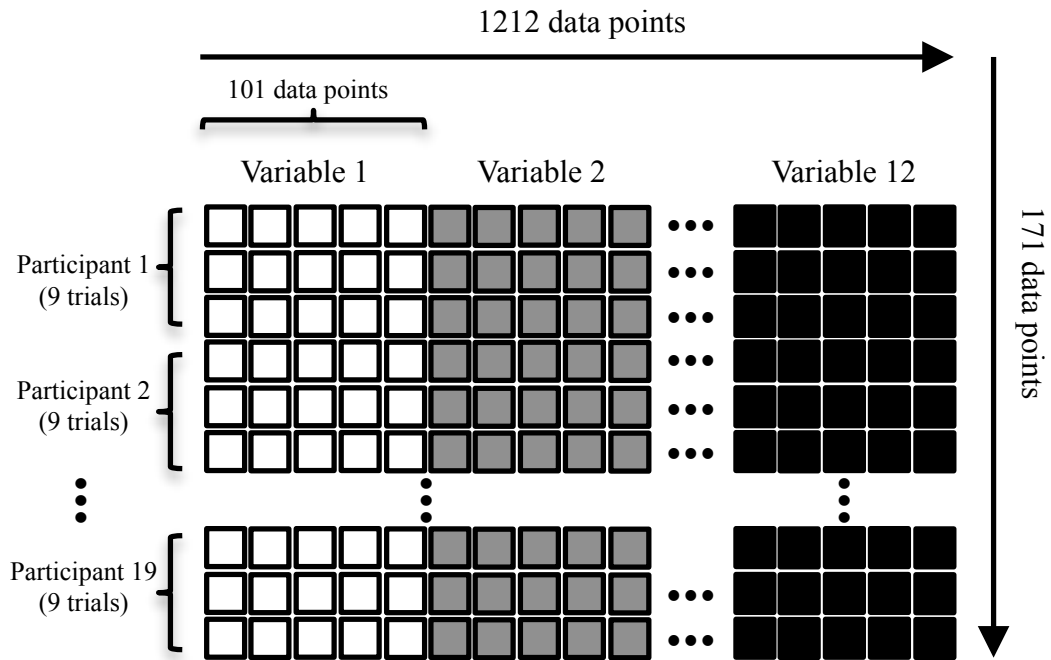 1212 data points
101 data points
Variable 1
Variable 2
Variable 12
171 data points
Participant 1
(9 trials)
Participant 2
(9 trials)
Participant 19
(9 trials)